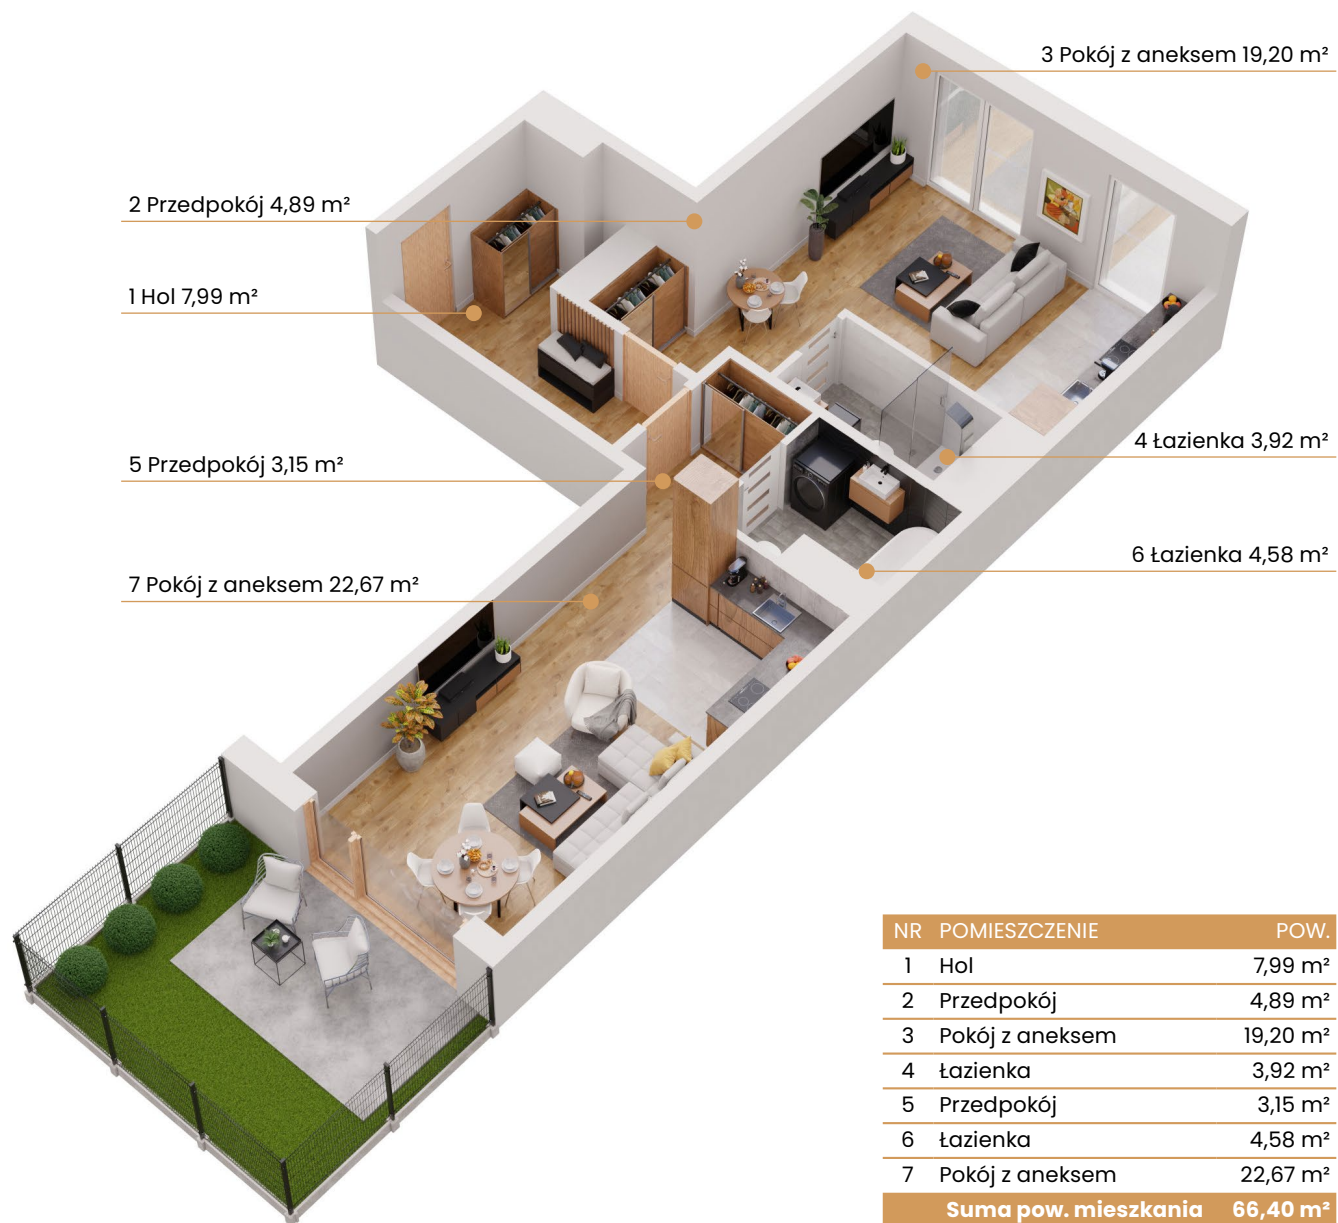 3 Pokój z aneksem 19,20 m²
2 Przedpokój 4,89 m²
1 Hol 7,99 m²
4 Łazienka 3,92 m²
5 Przedpokój 3,15 m²
6 Łazienka 4,58 m²
7 Pokój z aneksem 22,67 m²
NR POMIESZCZENIE POW.
1 Hol 7,99 m²
2 Przedpokój 4,89 m²
3 Pokój z aneksem 19,20 m²
4 Łazienka 3,92 m²
5 Przedpokój 3,15 m²
6 Łazienka 4,58 m²
7 Pokój z aneksem 22,67 m²
Suma pow. mieszkania 66,40 m²